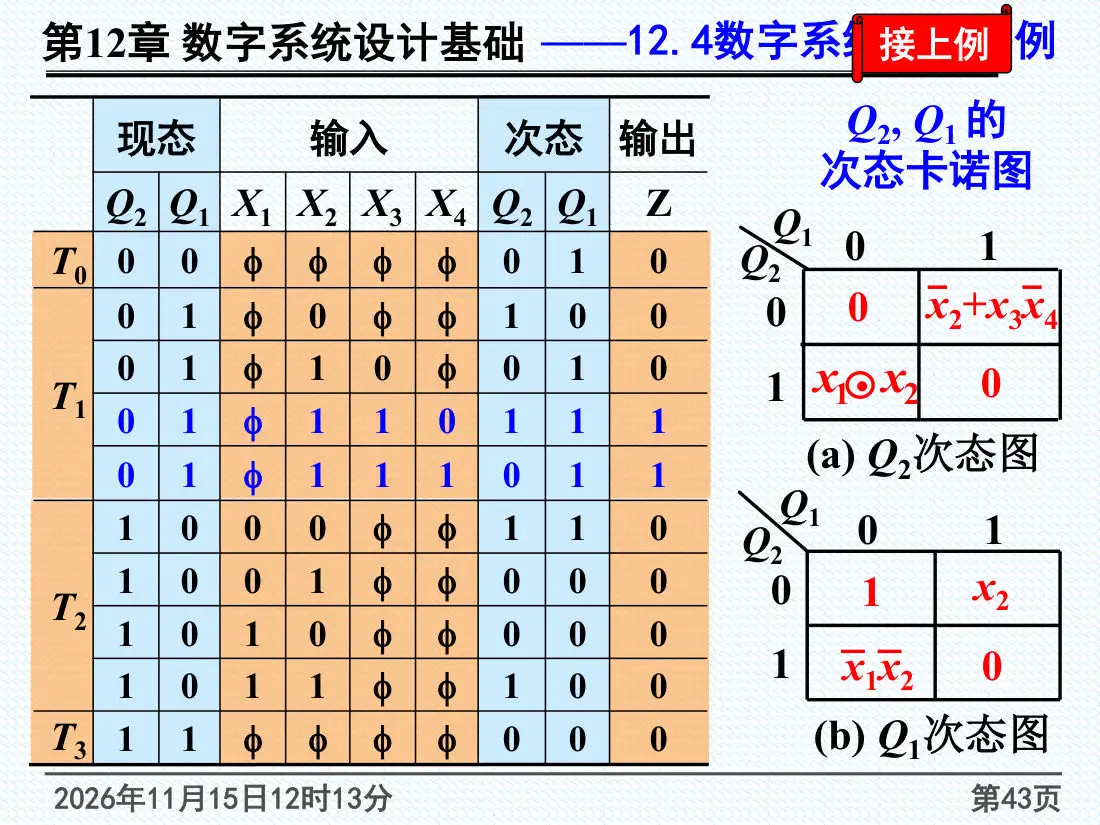 第12章 数字系统设计基础 ——12.4数字系统 例
接上例
现态 输入 次态 输出
Q2 Q1 X1 X2 X3 X4 Q2 Q1 Z
T0 0 0 ϕ ϕ ϕ ϕ 0 1 0
0 1 ϕ 0 ϕ ϕ 1 0 0
0 1 ϕ 1 0 ϕ 0 1 0
T1
0 1 ϕ 1 1 0 1 1 1
0 1 ϕ 1 1 1 0 1 1
1 0 0 0 ϕ ϕ 1 1 0
1 0 0 1 ϕ ϕ 0 0 0
T2
1 0 1 0 ϕ ϕ 0 0 0
1 0 1 1 ϕ ϕ 1 0 0
T3 1 1 ϕ ϕ ϕ ϕ 0 0 0
Q2, Q1的
次态卡诺图
Q1
Q2
0 1
0 0 x̅2+x3x̅4
1 x1⊙x2 0
(a) Q2次态图
Q1
Q2
0 1
0 1 x2
1 x̅1x̅2 0
(b) Q1次态图
2026年11月15日12时13分 第43页